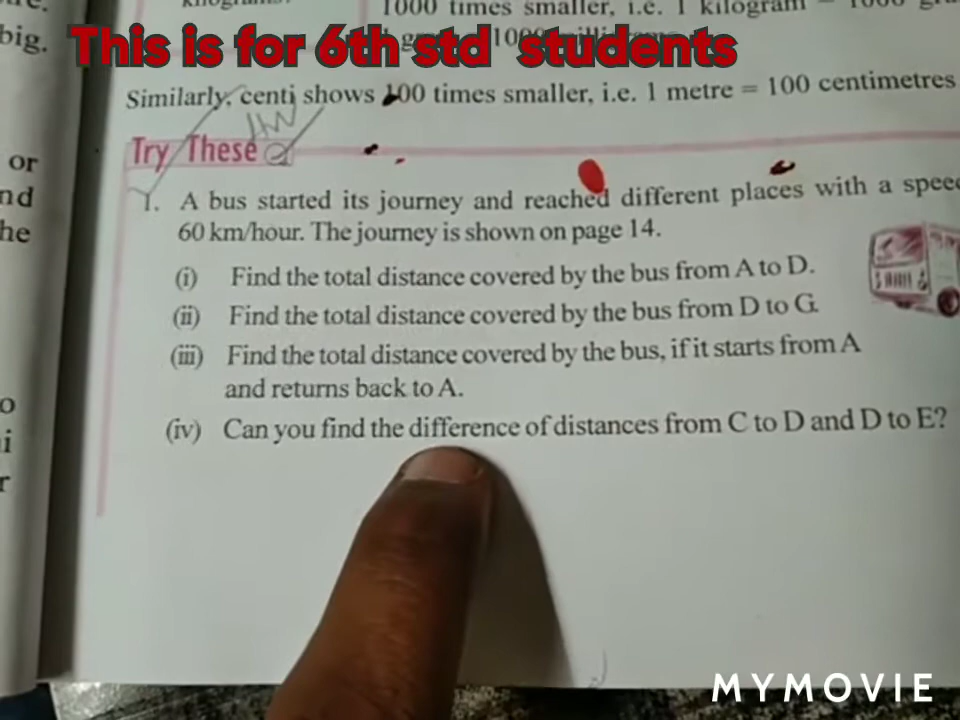 1000 times smaller, i.e. 1 kilogram
big. This is for 6th std students
Similarly, centi shows 100 times smaller, i.e. 1 metre = 100 centimetres
HW
Try These
or
nd
he
1. A bus started its journey and reached different places with a speed
60 km/hour. The journey is shown on page 14.
(i) Find the total distance covered by the bus from A to D.
(ii) Find the total distance covered by the bus from D to G.
(iii) Find the total distance covered by the bus, if it starts from A
and returns back to A.
(iv) Can you find the difference of distances from C to D and D to E?
o
i
r
MYMOVIE